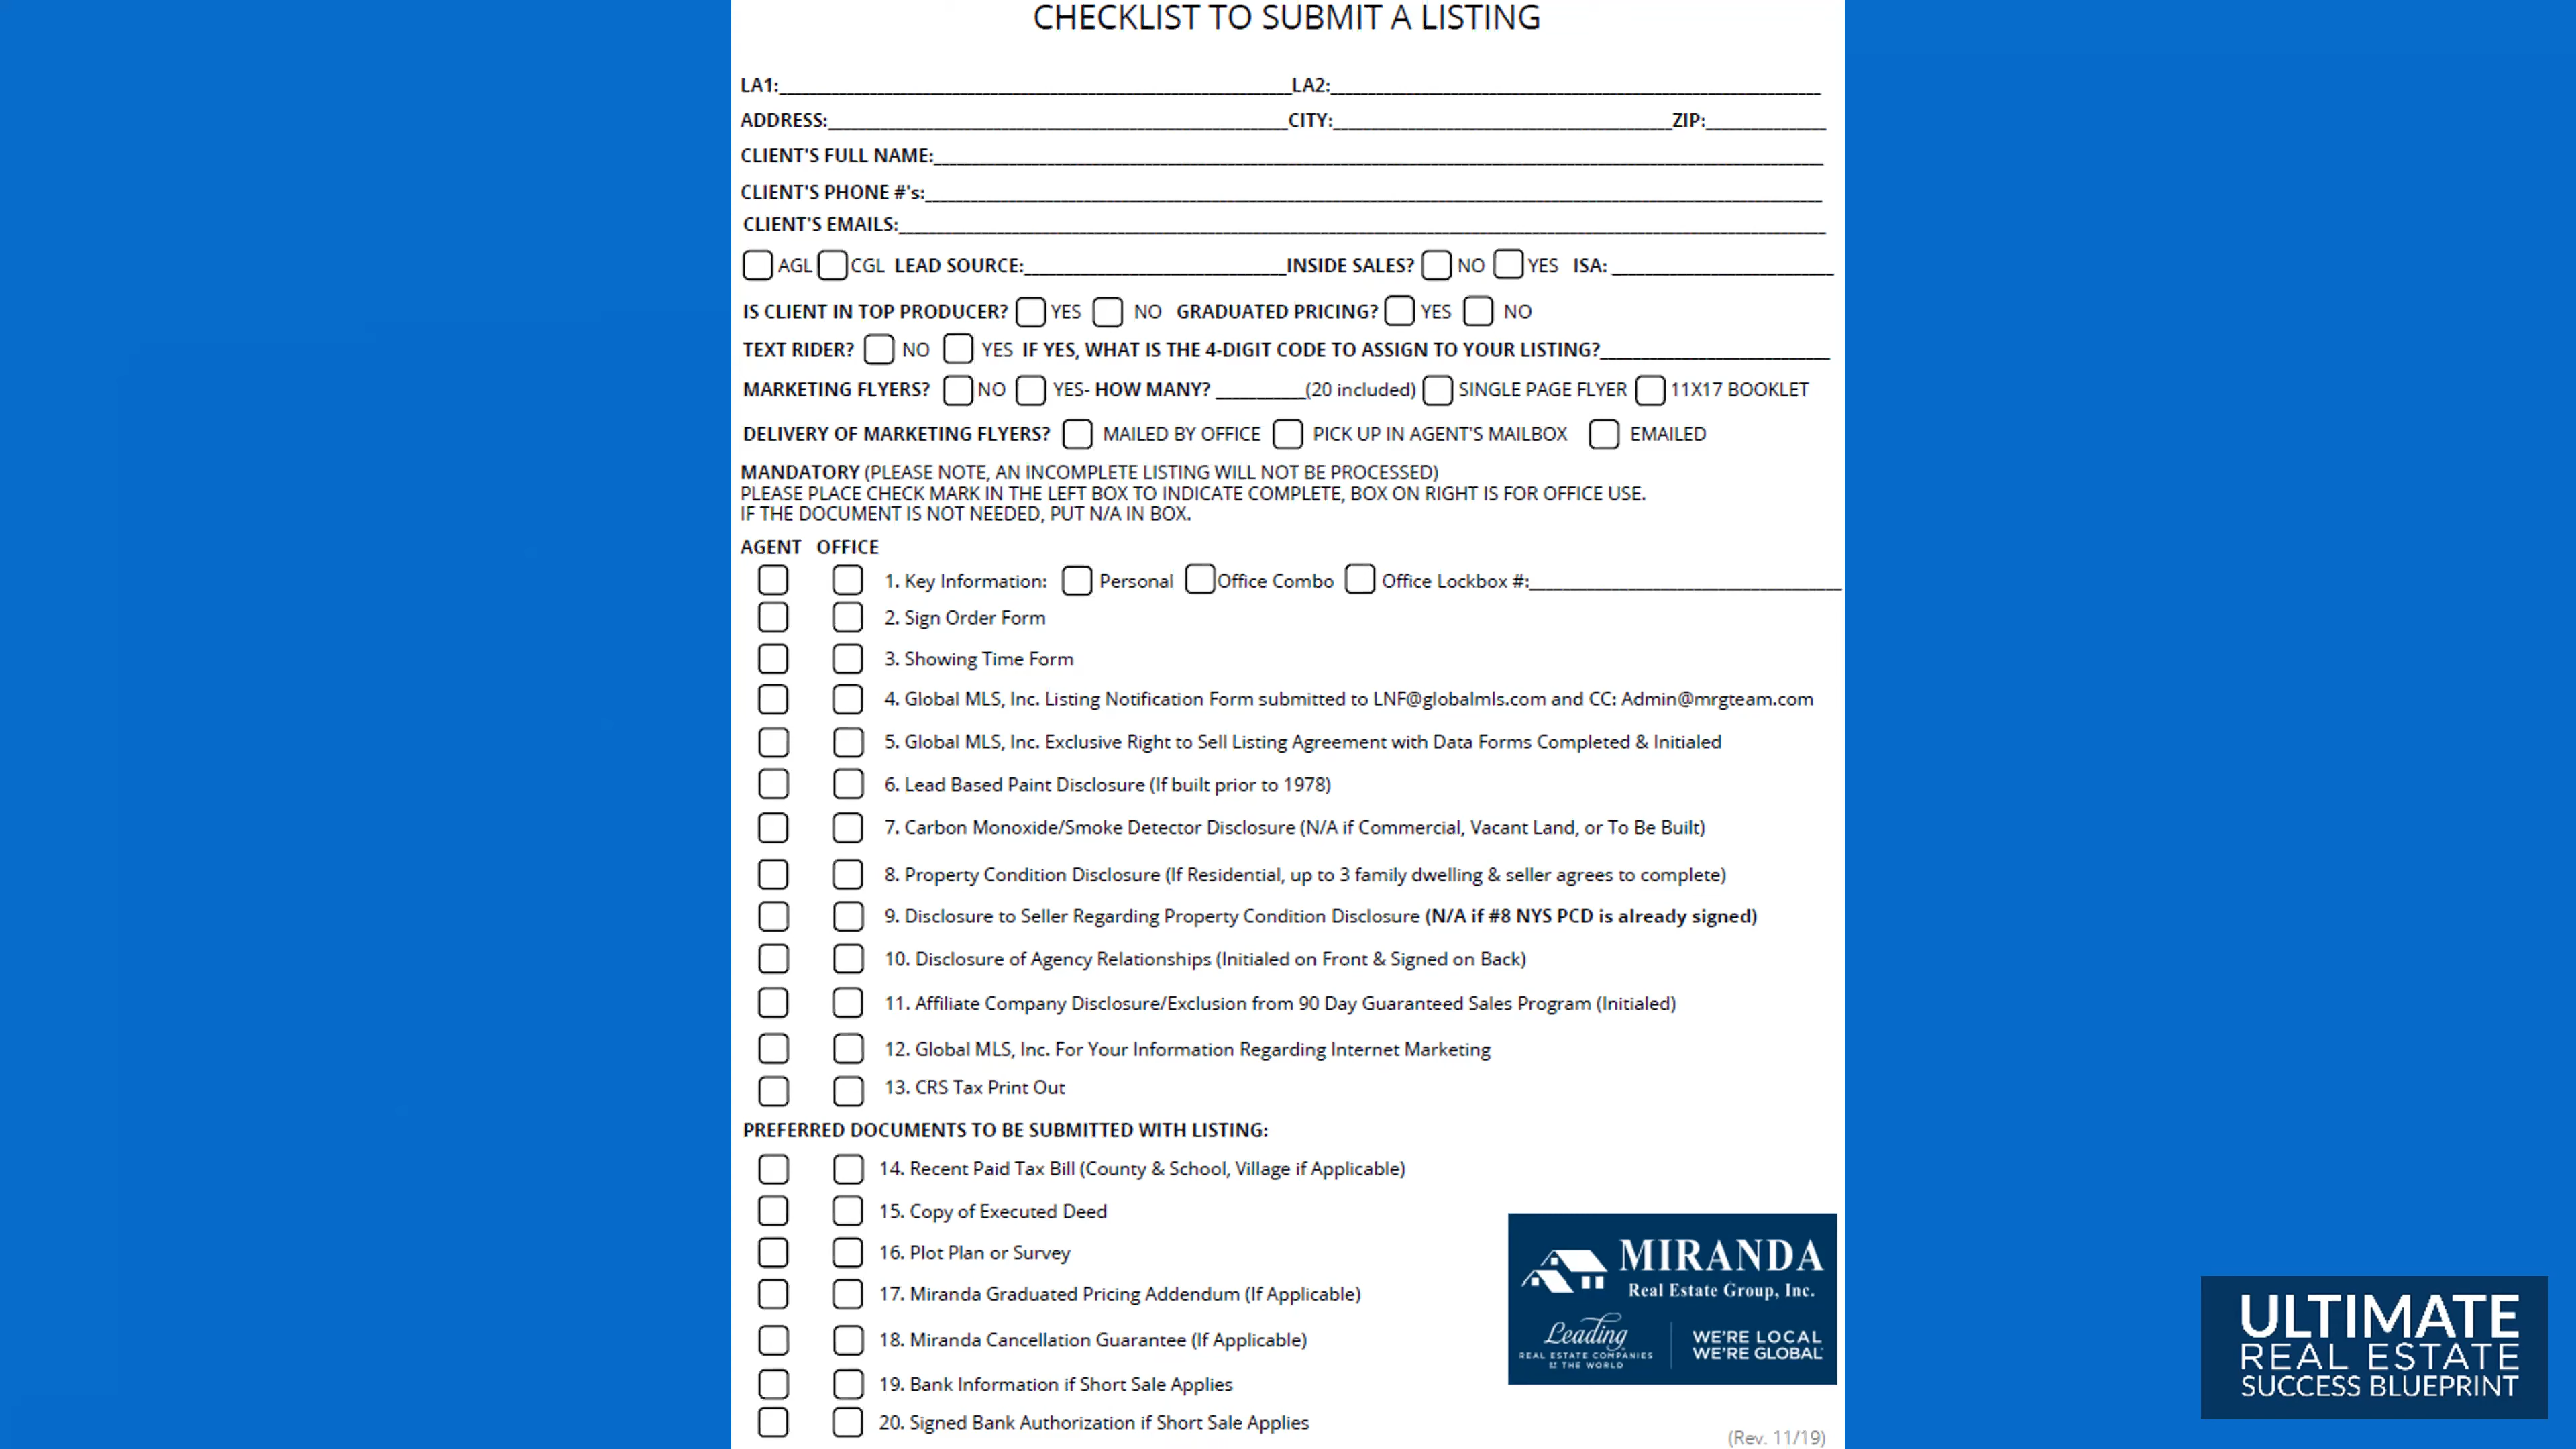 CHECKLIST TO SUBMIT A LISTING
LA1: LA2:
ADDRESS: CITY: ZIP:
CLIENT'S FULL NAME:
CLIENT'S PHONE #'s:
CLIENT'S EMAILS:
AGL CGL LEAD SOURCE: INSIDE SALES? NO YES ISA:
IS CLIENT IN TOP PRODUCER? YES NO GRADUATED PRICING? YES NO
TEXT RIDER? NO YES IF YES, WHAT IS THE 4-DIGIT CODE TO ASSIGN TO YOUR LISTING?
MARKETING FLYERS? NO YES- HOW MANY? (20 included) SINGLE PAGE FLYER 11X17 BOOKLET
DELIVERY OF MARKETING FLYERS? MAILED BY OFFICE PICK UP IN AGENT'S MAILBOX EMAILED
MANDATORY (PLEASE NOTE, AN INCOMPLETE LISTING WILL NOT BE PROCESSED)
PLEASE PLACE CHECK MARK IN THE LEFT BOX TO INDICATE COMPLETE, BOX ON RIGHT IS FOR OFFICE USE.
IF THE DOCUMENT IS NOT NEEDED, PUT N/A IN BOX.
AGENT OFFICE
1. Key Information: Personal Office Combo Office Lockbox #:
2. Sign Order Form
3. Showing Time Form
4. Global MLS, Inc. Listing Notification Form submitted to LNF@globalmls.com and CC: Admin@mrgteam.com
5. Global MLS, Inc. Exclusive Right to Sell Listing Agreement with Data Forms Completed & Initialed
6. Lead Based Paint Disclosure (If built prior to 1978)
7. Carbon Monoxide/Smoke Detector Disclosure (N/A if Commercial, Vacant Land, or To Be Built)
8. Property Condition Disclosure (If Residential, up to 3 family dwelling & seller agrees to complete)
9. Disclosure to Seller Regarding Property Condition Disclosure (N/A if #8 NYS PCD is already signed)
10. Disclosure of Agency Relationships (Initialed on Front & Signed on Back)
11. Affiliate Company Disclosure/Exclusion from 90 Day Guaranteed Sales Program (Initialed)
12. Global MLS, Inc. For Your Information Regarding Internet Marketing
13. CRS Tax Print Out
PREFERRED DOCUMENTS TO BE SUBMITTED WITH LISTING:
14. Recent Paid Tax Bill (County & School, Village if Applicable)
15. Copy of Executed Deed
16. Plot Plan or Survey
17. Miranda Graduated Pricing Addendum (If Applicable)
18. Miranda Cancellation Guarantee (If Applicable)
19. Bank Information if Short Sale Applies
20. Signed Bank Authorization if Short Sale Applies
MIRANDA
Real Estate Group, Inc.
Leading
REAL ESTATE COMPANIES
of THE WORLD
WE'RE LOCAL
WE'RE GLOBAL
(Rev. 11/19)
ULTIMATE
REAL ESTATE
SUCCESS BLUEPRINT